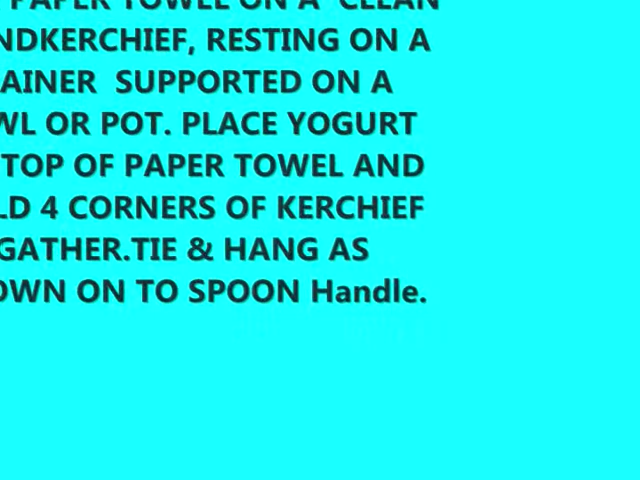 PAPER TOWEL ON A CLEAN
NDKERCHIEF, RESTING ON A
AINER SUPPORTED ON A
WL OR POT. PLACE YOGURT
TOP OF PAPER TOWEL AND
LD 4 CORNERS OF KERCHIEF
GATHER.TIE & HANG AS
OWN ON TO SPOON Handle.